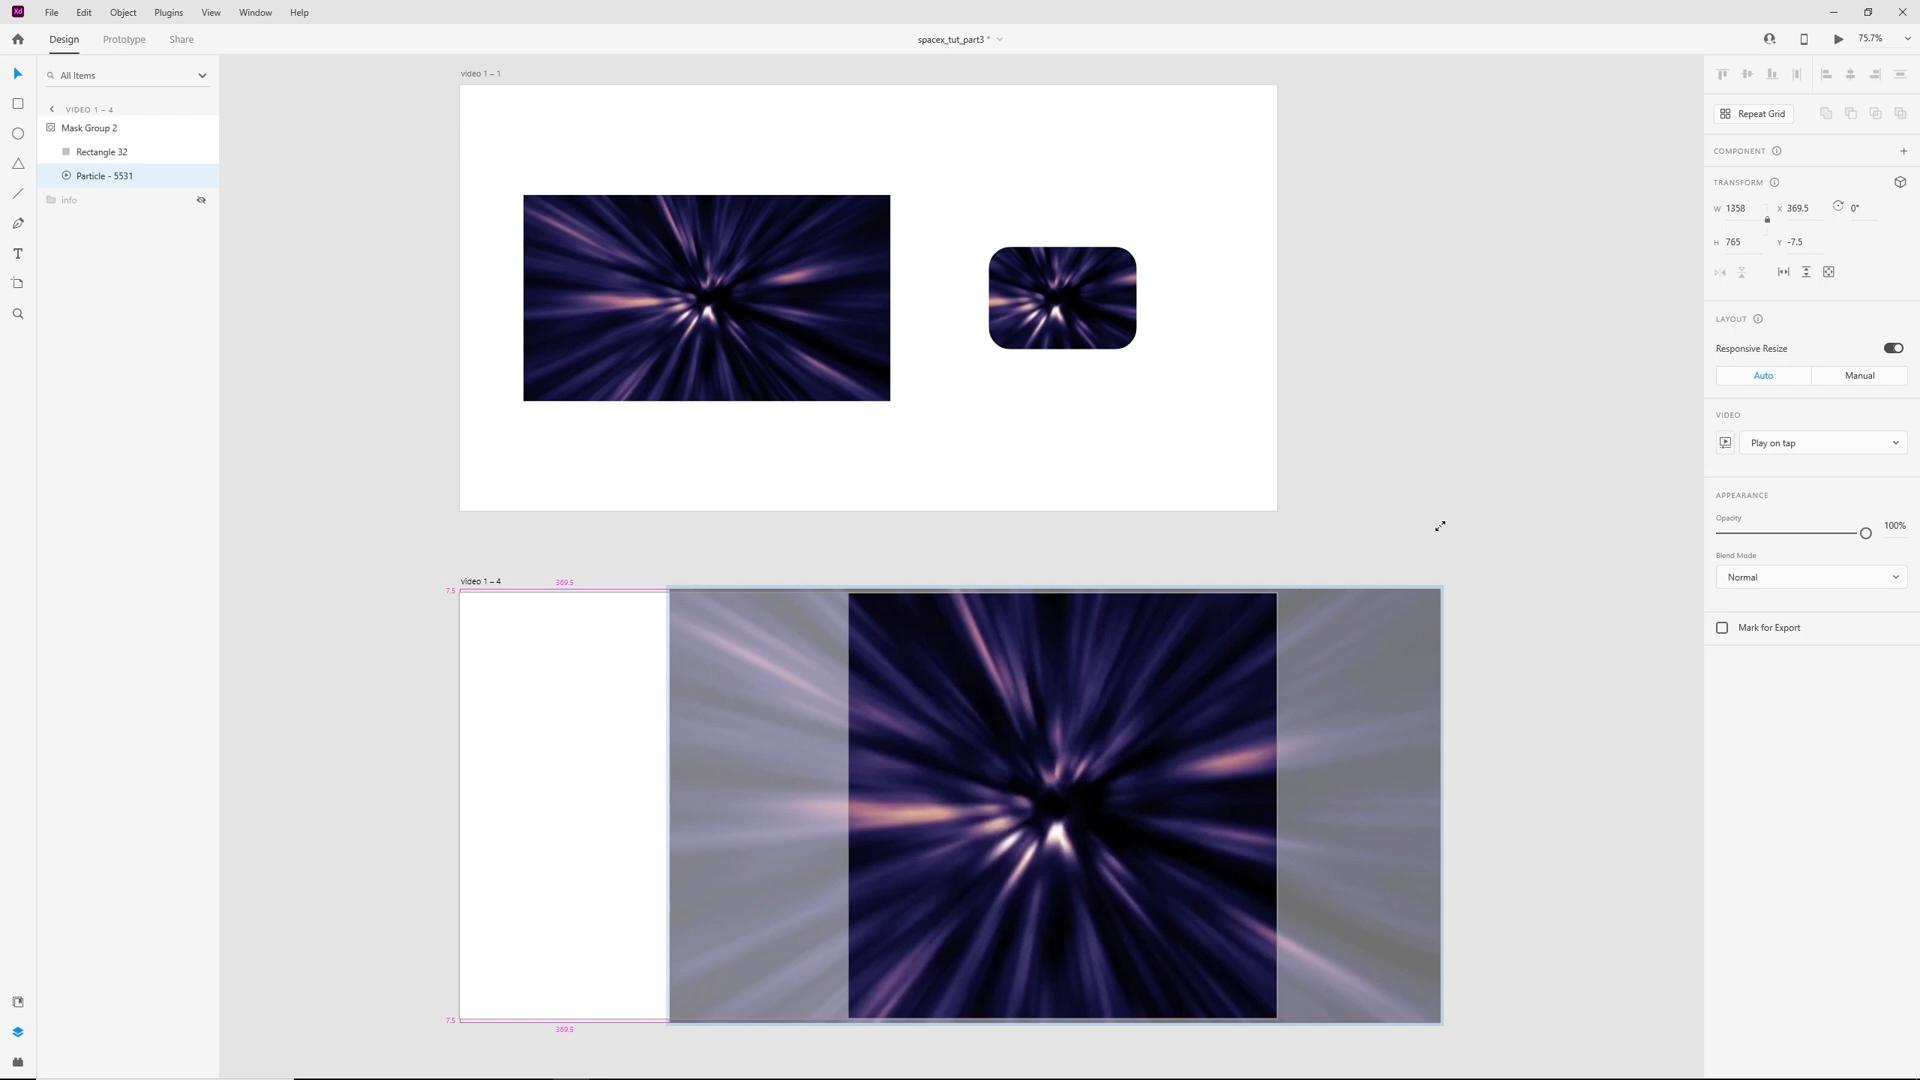 Xd File Edit Object Plugins View Window Help
Design Prototype Share spacex_tut_part3 * 75.7%
All Items
VIDEO 1 – 4
Mask Group 2
Rectangle 32
Particle - 5531
info
T
video 1 – 1
video 1 – 4
369.5
7.5
7.5
369.5
Repeat Grid
COMPONENT
TRANSFORM
W 1358 X 369.5 0°
H 765 Y -7.5
LAYOUT
Responsive Resize
Auto Manual
VIDEO
Play on tap
APPEARANCE
Opacity
100%
Blend Mode
Normal
Mark for Export